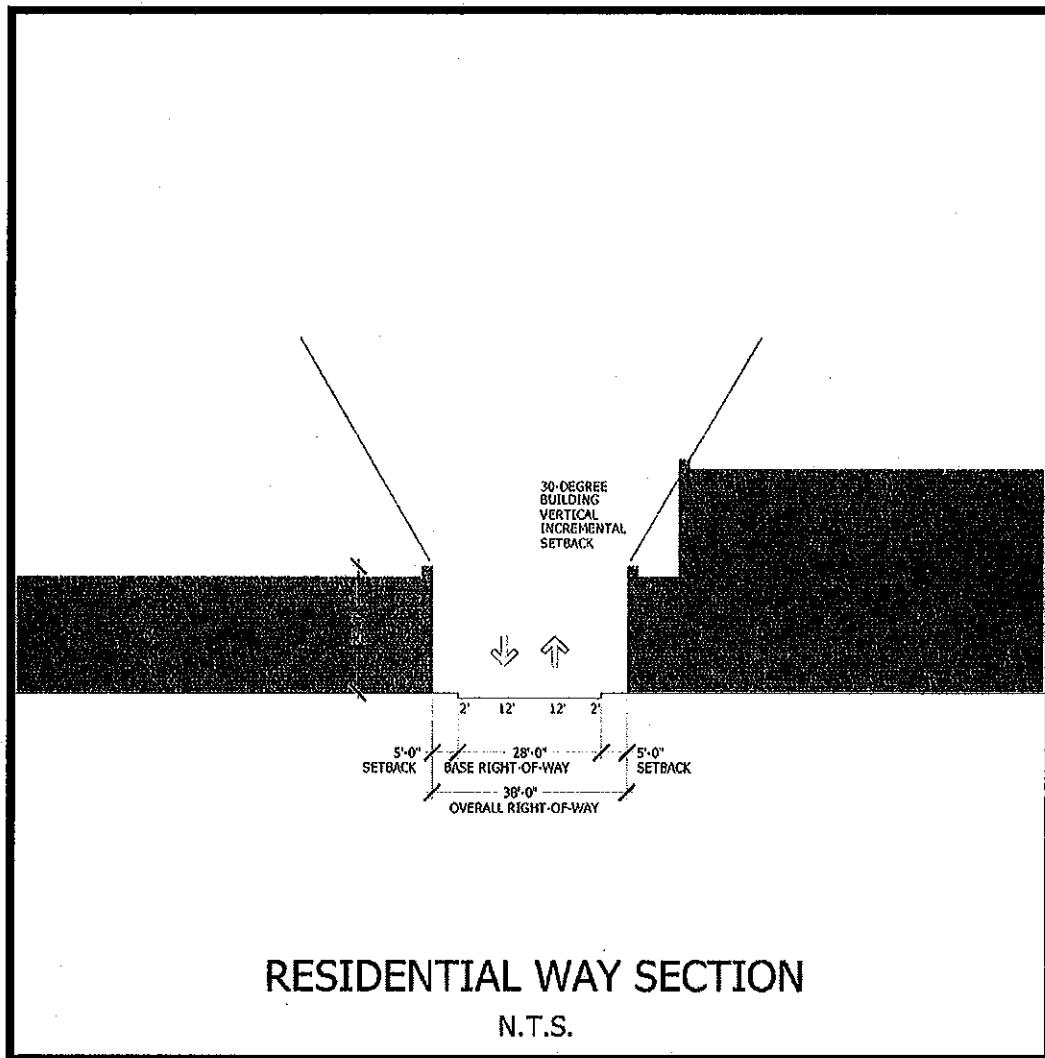 30-DEGREE
BUILDING
VERTICAL
INCREMENTAL
SETBACK
2' 12' 12' 2'
5'-0" 28'-0" 5'-0"
SETBACK BASE RIGHT-OF-WAY SETBACK
38'-0"
OVERALL RIGHT-OF-WAY
RESIDENTIAL WAY SECTION
N.T.S.